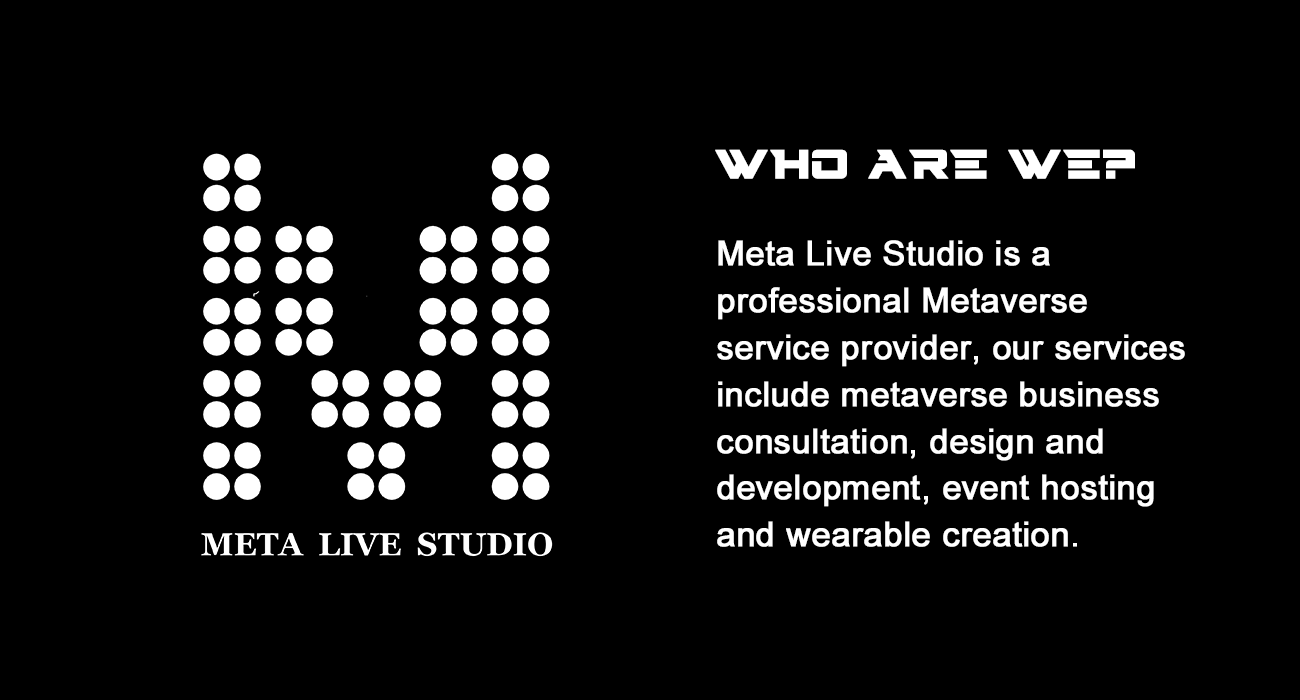 META LIVE STUDIO
WHO ARE WE?
Meta Live Studio is a
professional Metaverse
service provider, our services
include metaverse business
consultation, design and
development, event hosting
and wearable creation.